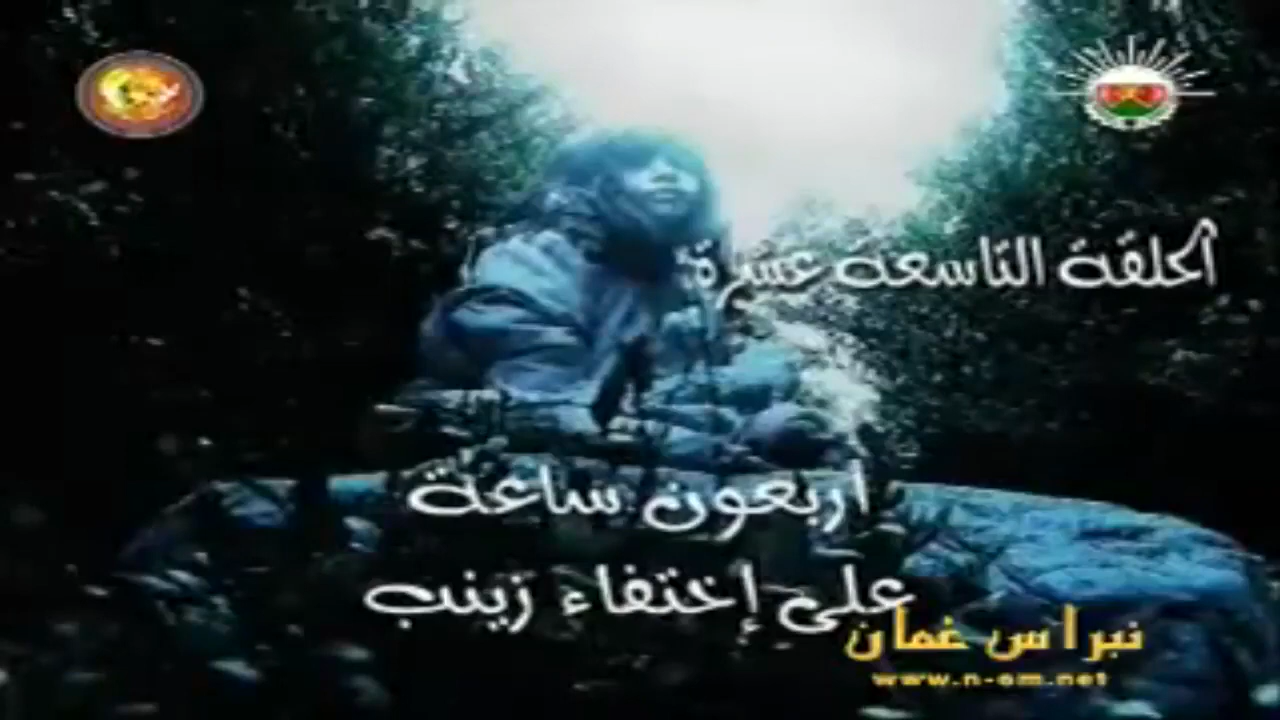 الحلقة التاسعة عشرة
اربعون ساعة
على إختفاء زينب
نبراس عمان
www.n-om.net